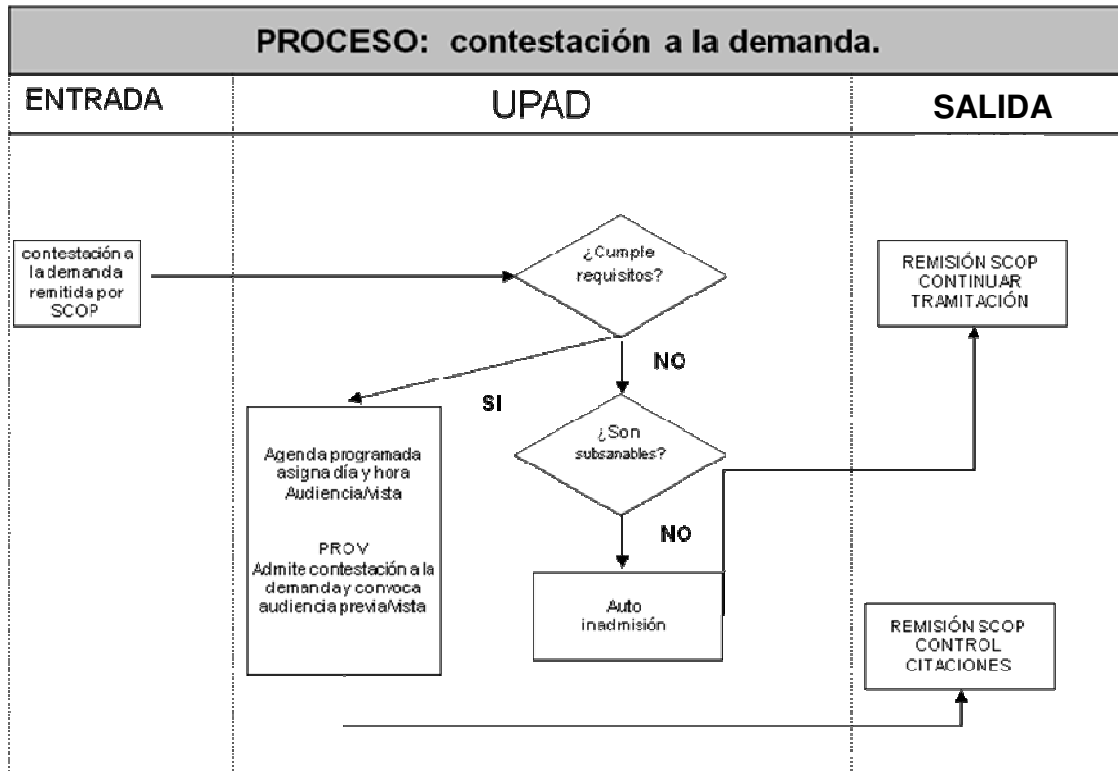 PROCESO: contestación a la demanda.
ENTRADA
UPAD
SALIDA
contestación a
la demanda
remitida por
SCOP
¿Cumple
requisitos?
REMISIÓN SCOP
CONTINUAR
TRAMITACIÓN
NO
SI
Agenda programada
asigna día y hora
Audiencia/vista
PROV
Admite contestación a la
demanda y convoca
audiencia previa/vista
¿Son
subsanables?
NO
Auto
inadmisión
REMISIÓN SCOP
CONTROL
CITACIONES